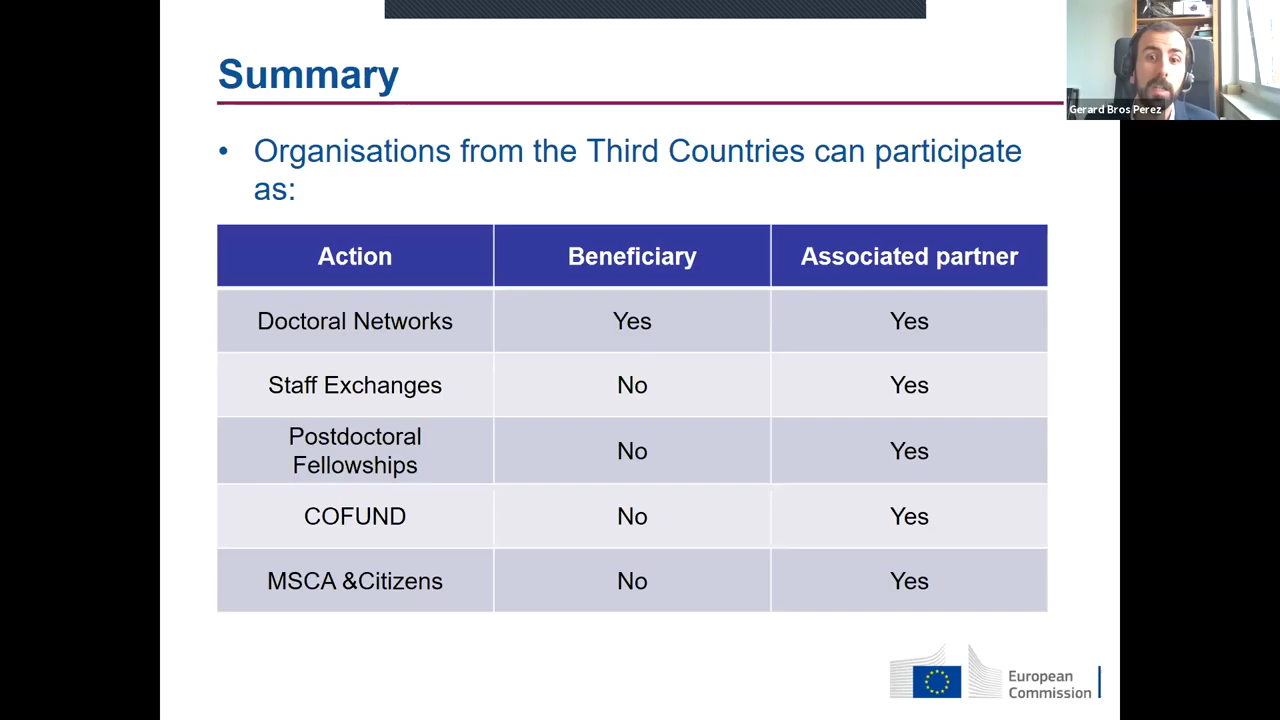 Summary
Gerard Bros Perez
• Organisations from the Third Countries can participate
as:
Action Beneficiary Associated partner
Doctoral Networks Yes Yes
Staff Exchanges No Yes
Postdoctoral
Fellowships No Yes
COFUND No Yes
MSCA &Citizens No Yes
European
Commission